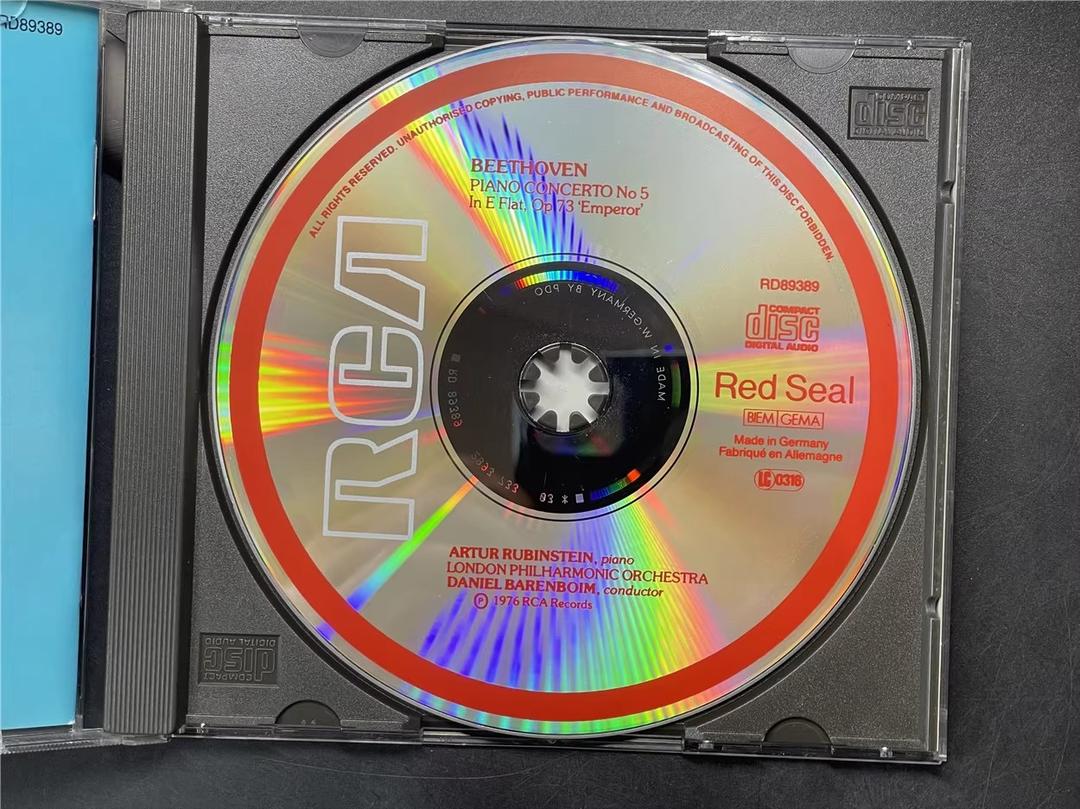 RD89389
ALL RIGHTS RESERVED. UNAUTHORISED COPYING, PUBLIC PERFORMANCE AND BROADCASTING OF THIS DISC FORBIDDEN.
BEETHOVEN
PIANO CONCERTO No 5
In E Flat, Op 73 'Emperor'
RCA
RD89389
COMPACT
disc
DIGITAL AUDIO
Red Seal
BIEM GEMA
Made in Germany
Fabriqué en Allemagne
LC 0316
ARTUR RUBINSTEIN, piano
LONDON PHILHARMONIC ORCHESTRA
DANIEL BARENBOIM, conductor
℗ 1976 RCA Records
MADE IN W. GERMANY BY PDO
RD 89389
03 *
COMPACT
disc
DIGITAL AUDIO
COMPACT
disc
DIGITAL AUDIO